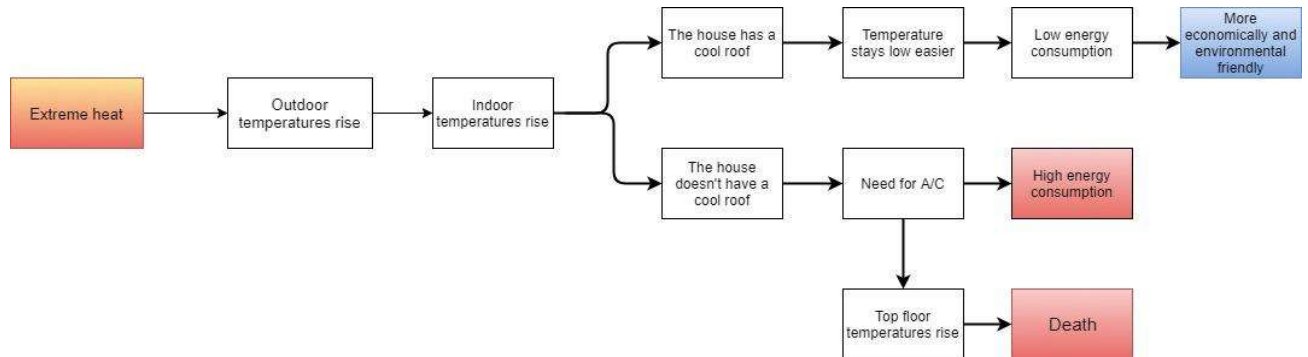 Extreme heat
Outdoor
temperatures rise
Indoor
temperatures rise
The house has a
cool roof
Temperature
stays low easier
Low energy
consumption
More
economically and
environmental
friendly
The house
doesn't have a
cool roof
Need for A/C
High energy
consumption
Top floor
temperatures rise
Death